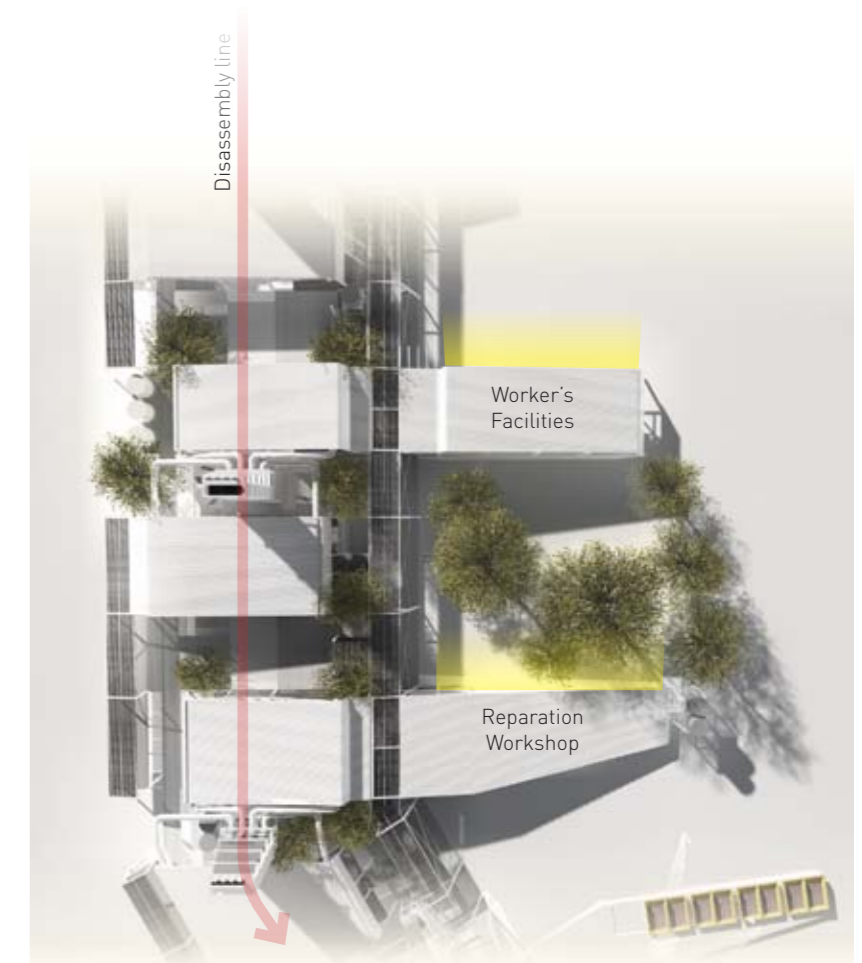 Disassembly line
Worker's
Facilities
Reparation
Workshop